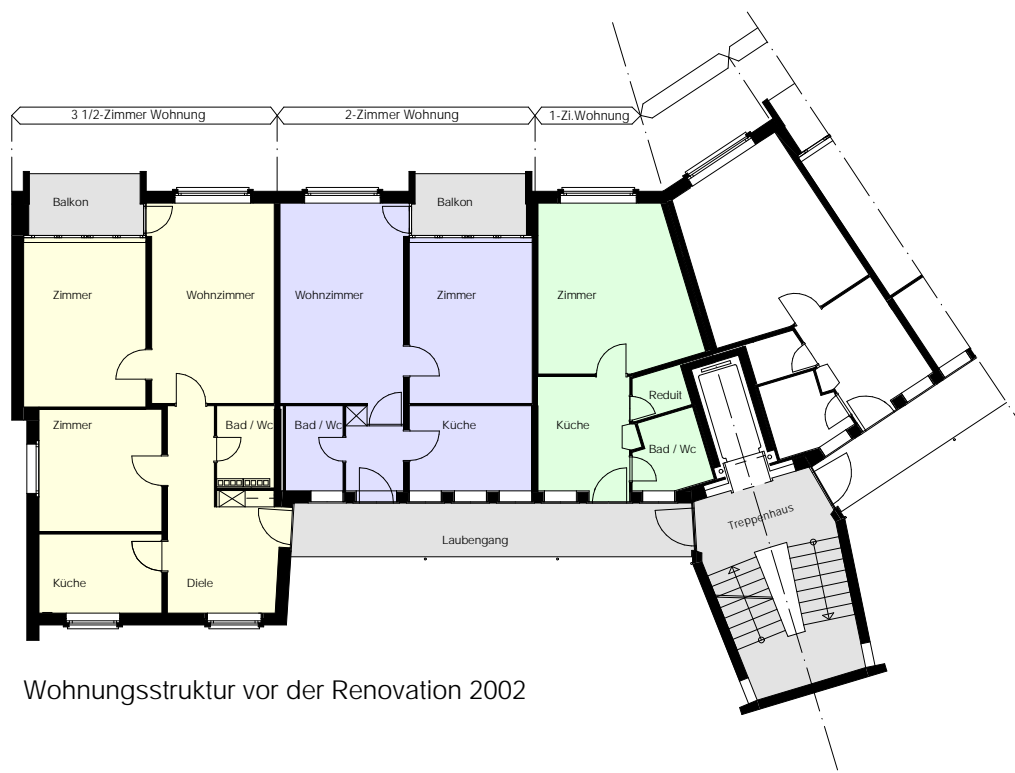 3 1/2-Zimmer Wohnung
2-Zimmer Wohnung
1-Zi.Wohnung
Balkon
Balkon
Zimmer
Wohnzimmer
Wohnzimmer
Zimmer
Zimmer
Reduit
Zimmer
Bad / Wc
Bad / Wc
Küche
Küche
Bad / Wc
Treppenhaus
Laubengang
Küche
Diele
Wohnungsstruktur vor der Renovation 2002